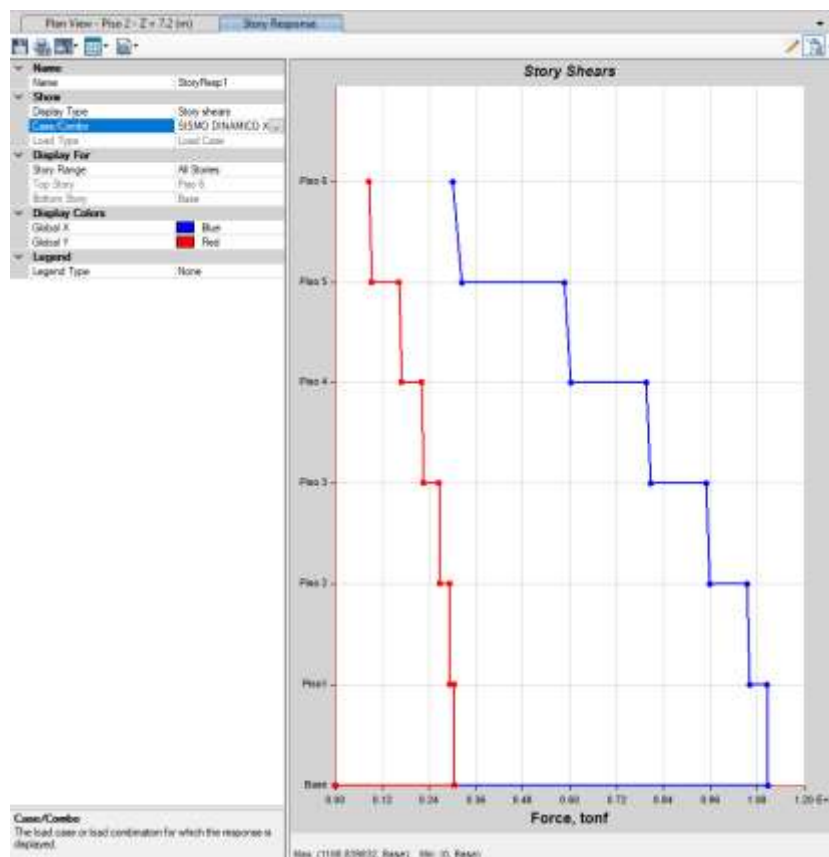 Plan View - Piso 2 - Z = 7.2 (m) Story Response
Name
Name StoryResp1
Show
Display Type Story shears
Case/Combo SISMO DINAMICO X ...
Load Type Load Case
Display For
Story Range All Stories
Top Story Piso 6
Bottom Story Base
Display Colors
Global X Blue
Global Y Red
Legend
Legend Type None
Case/Combo
The load case or load combination for which the response is
displayed.
Story Shears
Piso 6
Piso 5
Piso 4
Piso 3
Piso 2
Piso1
Base
0.00 0.12 0.24 0.36 0.48 0.60 0.72 0.84 0.96 1.08 1.20 E+
Force, tonf